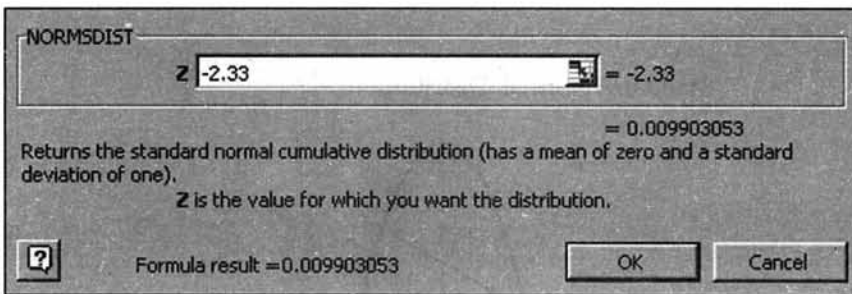 NORMSDIST
Z -2.33 = -2.33
= 0.009903053
Returns the standard normal cumulative distribution (has a mean of zero and a standard
deviation of one).
Z is the value for which you want the distribution.
? Formula result =0.009903053 OK Cancel